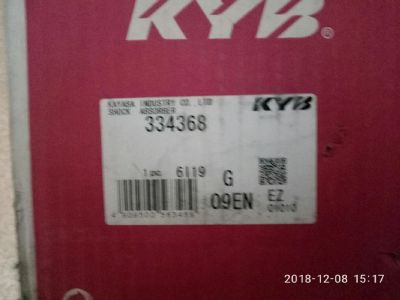 KYB®
KAYABA INDUSTRY CO., LTD
SHOCK ABSORBER
KYB
334368
1 pc. 6119 G
09EN EZ
2018-12-08 15:17